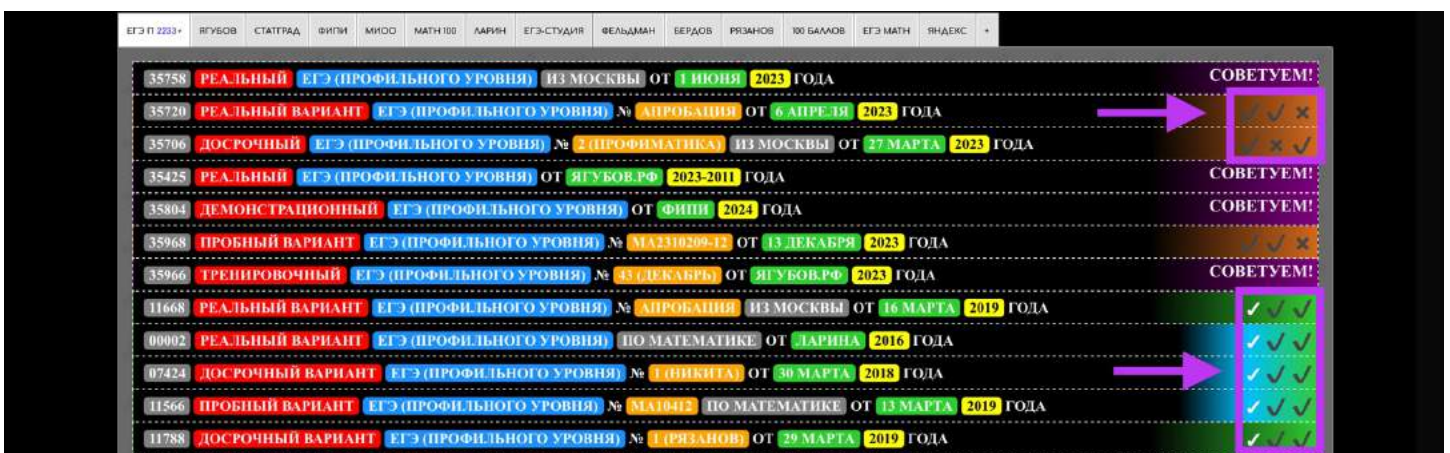 ЕГЭ П 2233+ ЯГУБОВ СТАТГРАД ФИПИ МИОО МАТН 100 ЛАРИН ЕГЭ-СТУДИЯ ФЕЛЬДМАН БЕРДОВ РЯЗАНОВ 100 БАЛЛОВ ЕГЭ МАТН ЯНДЕКС +
35758 РЕАЛЬНЫЙ ЕГЭ (ПРОФИЛЬНОГО УРОВНЯ) ИЗ МОСКВЫ ОТ 1 ИЮНЯ 2023 ГОДА СОВЕТУЕМ!
35720 РЕАЛЬНЫЙ ВАРИАНТ ЕГЭ (ПРОФИЛЬНОГО УРОВНЯ) № АПРОБАЦИЯ ОТ 6 АПРЕЛЯ 2023 ГОДА
35706 ДОСРОЧНЫЙ ЕГЭ (ПРОФИЛЬНОГО УРОВНЯ) № 2 (ПРОФИМАТИКА) ИЗ МОСКВЫ ОТ 27 МАРТА 2023 ГОДА
35425 РЕАЛЬНЫЙ ЕГЭ (ПРОФИЛЬНОГО УРОВНЯ) ОТ ЯГУБОВ.РФ 2023-2011 ГОДА СОВЕТУЕМ!
35804 ДЕМОНСТРАЦИОННЫЙ ЕГЭ (ПРОФИЛЬНОГО УРОВНЯ) ОТ ФИПИ 2024 ГОДА СОВЕТУЕМ!
35968 ПРОБНЫЙ ВАРИАНТ ЕГЭ (ПРОФИЛЬНОГО УРОВНЯ) № МА2310209-12 ОТ 13 ДЕКАБРЯ 2023 ГОДА
35966 ТРЕНИРОВОЧНЫЙ ЕГЭ (ПРОФИЛЬНОГО УРОВНЯ) № 43 (ДЕКАБРЬ) ОТ ЯГУБОВ.РФ 2023 ГОДА СОВЕТУЕМ!
11668 РЕАЛЬНЫЙ ВАРИАНТ ЕГЭ (ПРОФИЛЬНОГО УРОВНЯ) № АПРОБАЦИЯ ИЗ МОСКВЫ ОТ 16 МАРТА 2019 ГОДА
00002 РЕАЛЬНЫЙ ВАРИАНТ ЕГЭ (ПРОФИЛЬНОГО УРОВНЯ) ПО МАТЕМАТИКЕ ОТ ЛАРИНА 2016 ГОДА
07424 ДОСРОЧНЫЙ ВАРИАНТ ЕГЭ (ПРОФИЛЬНОГО УРОВНЯ) № 1 (НИКИТА) ОТ 30 МАРТА 2018 ГОДА
11566 ПРОБНЫЙ ВАРИАНТ ЕГЭ (ПРОФИЛЬНОГО УРОВНЯ) № МА10412 ПО МАТЕМАТИКЕ ОТ 13 МАРТА 2019 ГОДА
11788 ДОСРОЧНЫЙ ВАРИАНТ ЕГЭ (ПРОФИЛЬНОГО УРОВНЯ) № 1 (РЯЗАНОВ) ОТ 29 МАРТА 2019 ГОДА